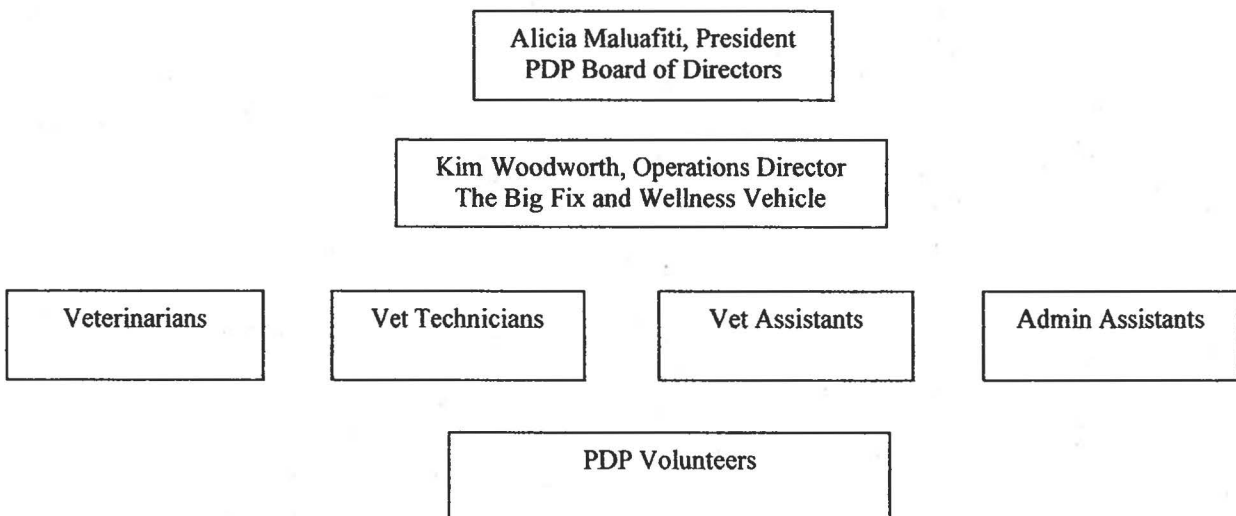 Alicia Maluafiti, President
PDP Board of Directors
Kim Woodworth, Operations Director
The Big Fix and Wellness Vehicle
Veterinarians
Vet Technicians
Vet Assistants
Admin Assistants
PDP Volunteers